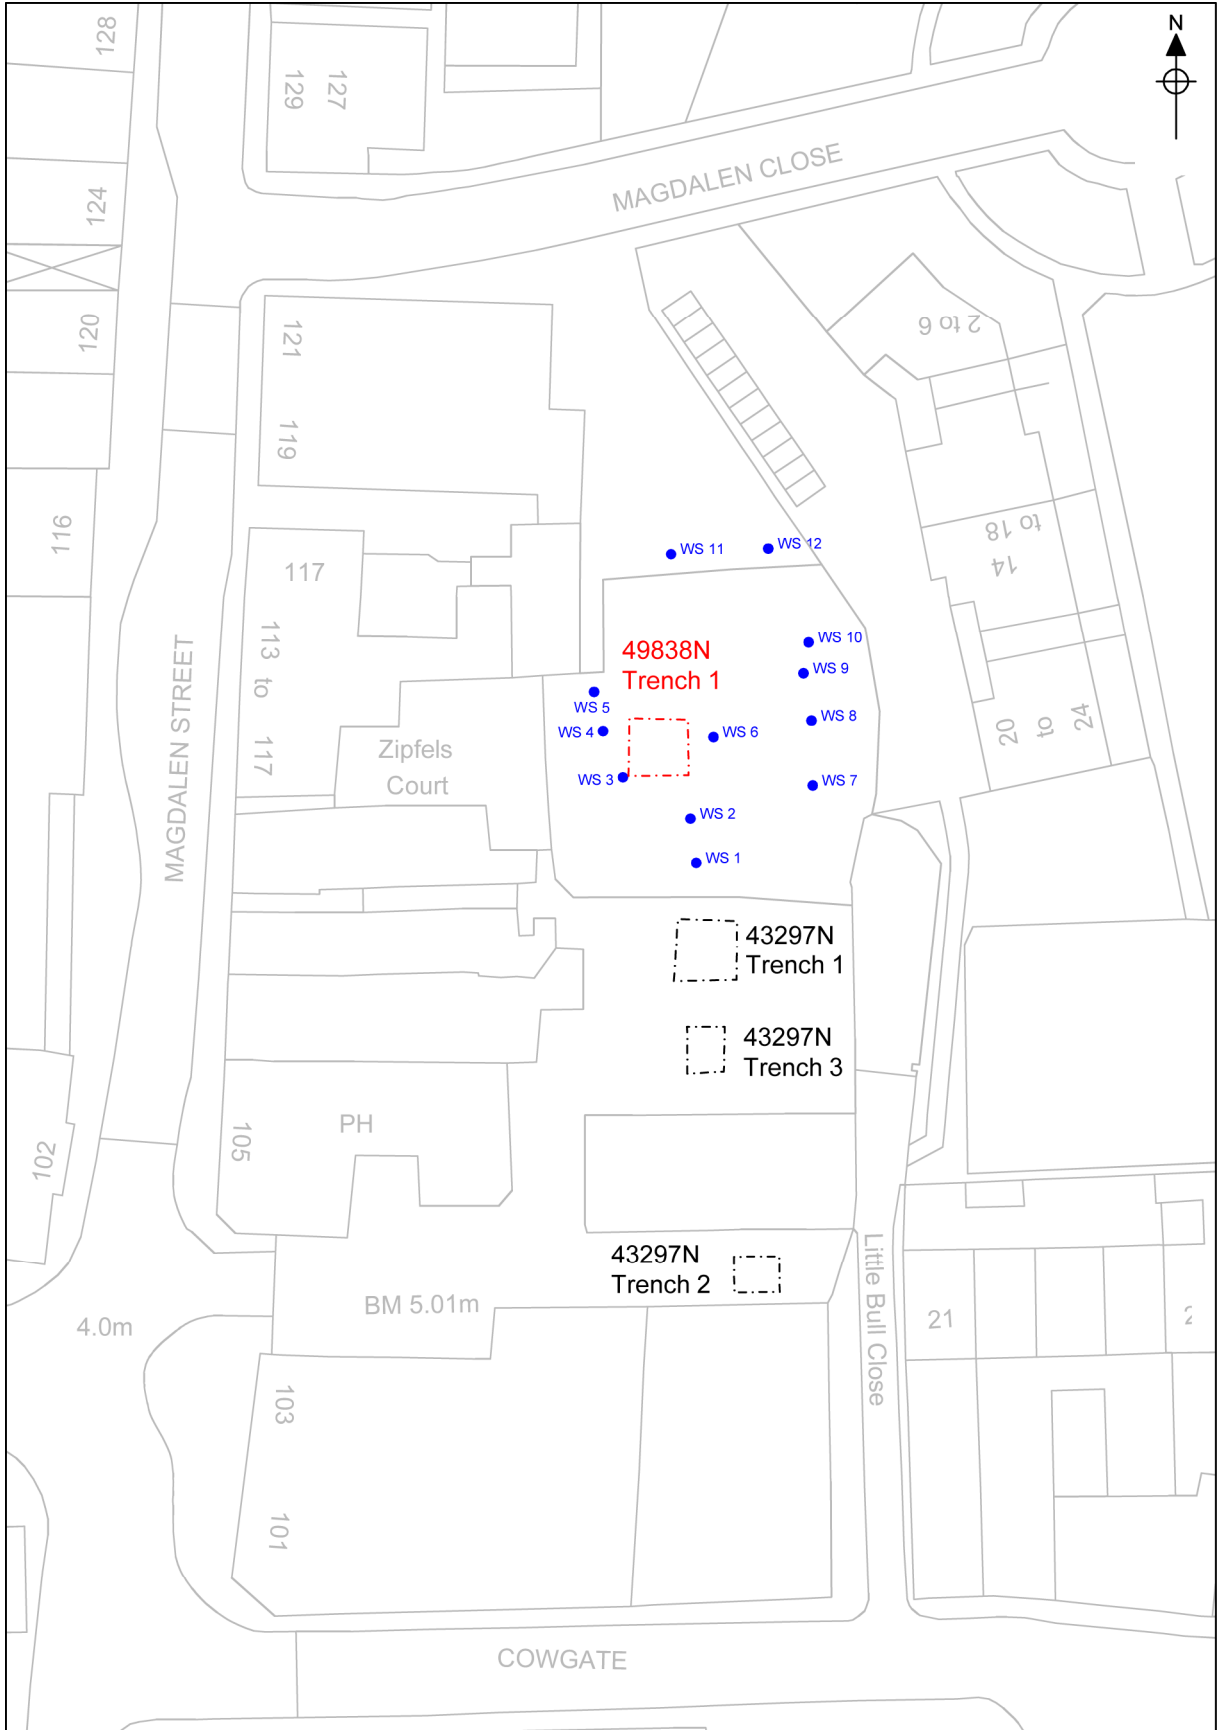 N
128
129
127
MAGDALEN CLOSE
124
120
121
119
2 to 6
116
117
WS 11
WS 12
14
to 18
113 to 117
MAGDALEN STREET
49838N
Trench 1
WS 10
WS 9
WS 5
WS 4
WS 6
WS 8
20
to
24
Zipfels
Court
WS 3
WS 7
WS 2
WS 1
43297N
Trench 1
43297N
Trench 3
PH
105
102
43297N
Trench 2
Little Bull Close
BM 5.01m
4.0m
21
103
101
COWGATE